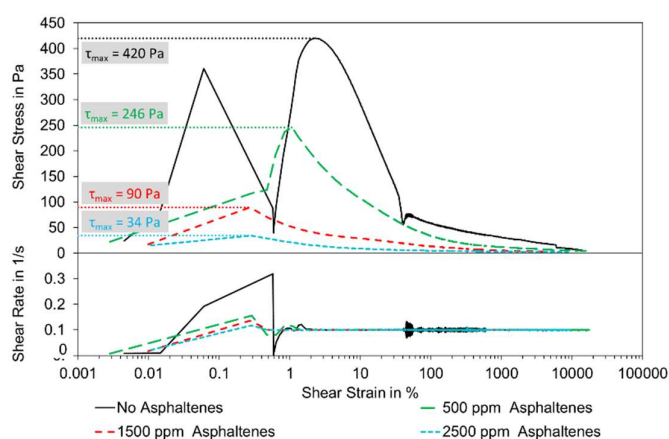 450
400
350
300
250
200
150
100
50
0
Shear Stress in Pa
τmax = 420 Pa
τmax = 246 Pa
τmax = 90 Pa
τmax = 34 Pa
0.3
0.2
0.1
0
Shear Rate in 1/s
0.001 0.01 0.1 1 10 100 1000 10000 100000
Shear Strain in %
No Asphaltenes 500 ppm Asphaltenes
1500 ppm Asphaltenes 2500 ppm Asphaltenes